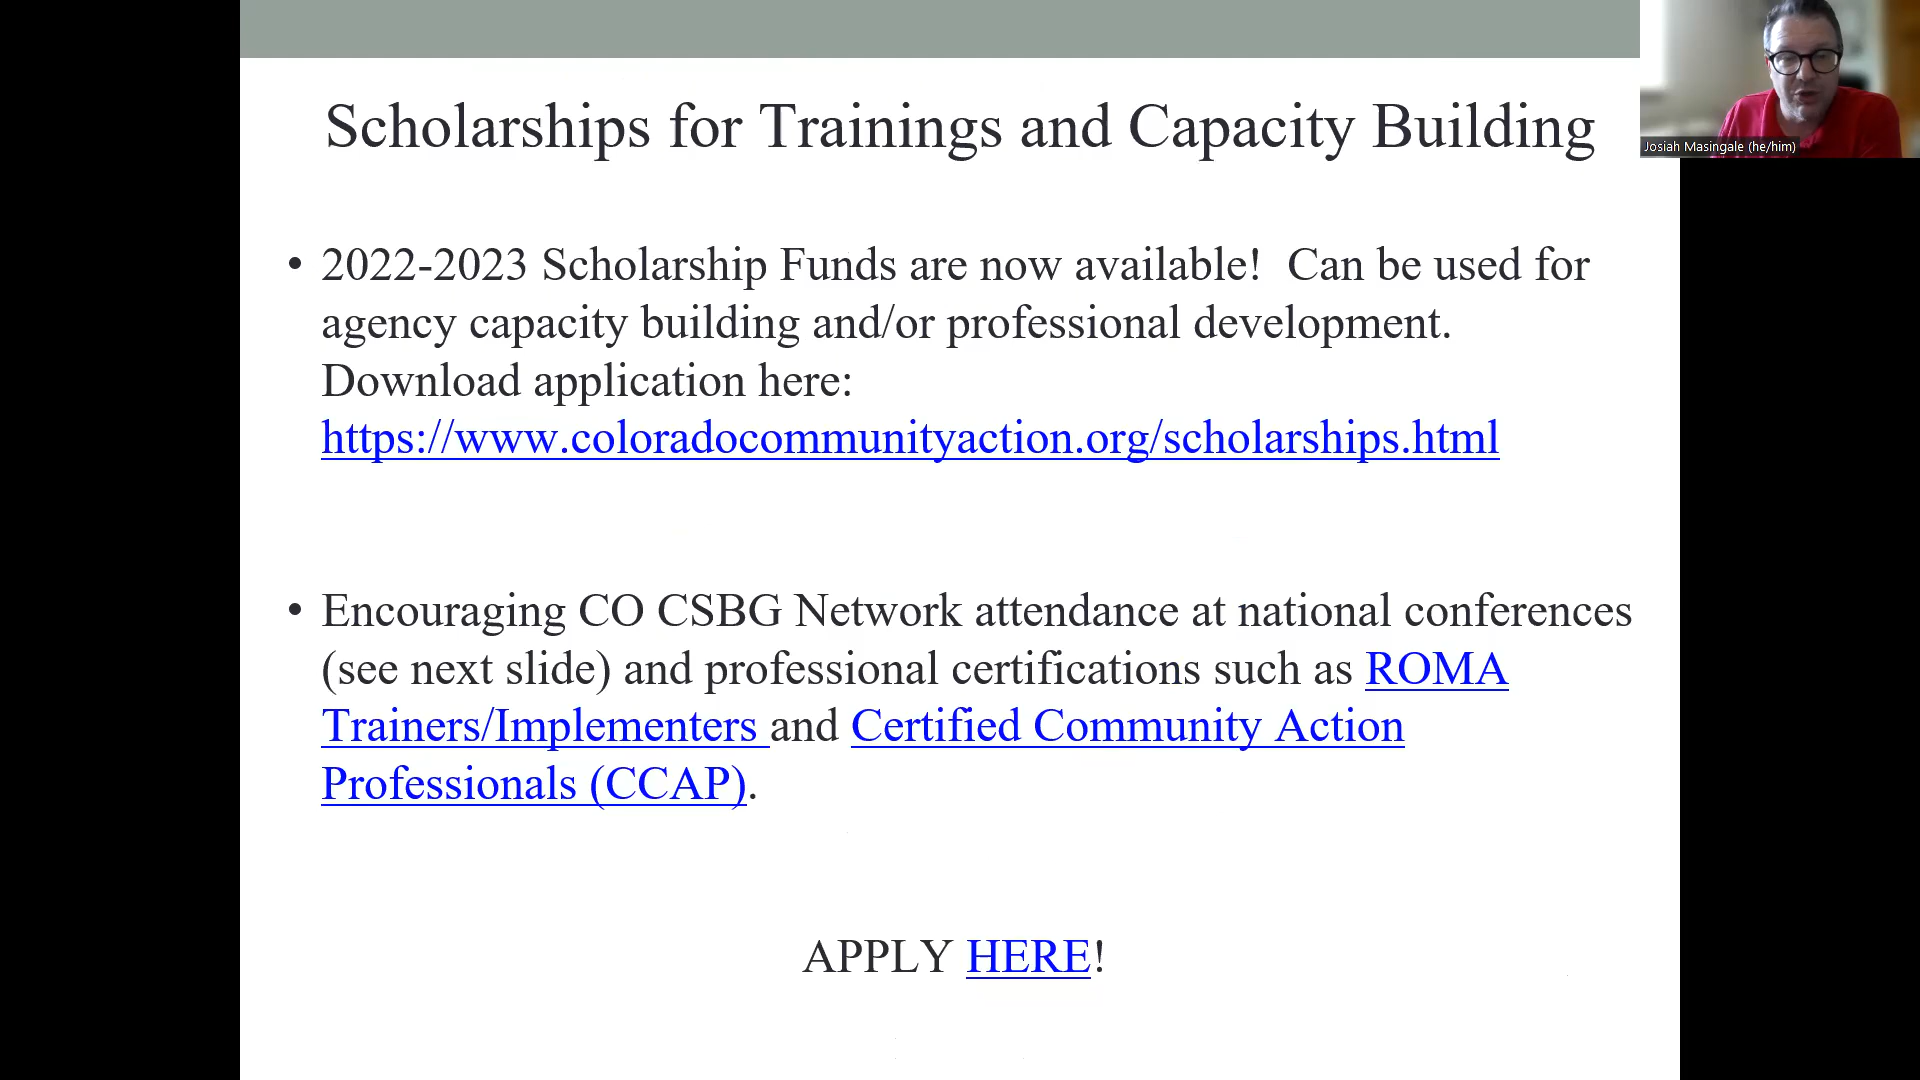 Scholarships for Trainings and Capacity Building
Josiah Masingale (he/him)
• 2022-2023 Scholarship Funds are now available!  Can be used for
agency capacity building and/or professional development.
Download application here:
https://www.coloradocommunityaction.org/scholarships.html
• Encouraging CO CSBG Network attendance at national conferences
(see next slide) and professional certifications such as ROMA
Trainers/Implementers and Certified Community Action
Professionals (CCAP).
APPLY HERE!